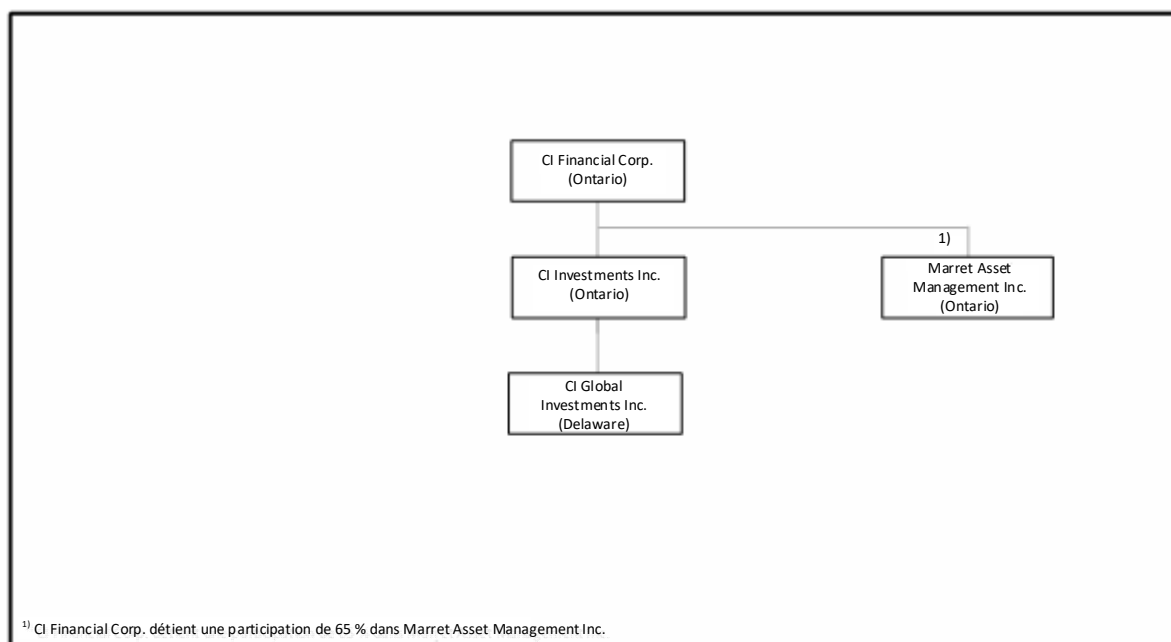 CI Financial Corp.
(Ontario)
1)
CI Investments Inc.
(Ontario)
Marret Asset
Management Inc.
(Ontario)
CI Global
Investments Inc.
(Delaware)
1) CI Financial Corp. détient une participation de 65 % dans Marret Asset Management Inc.